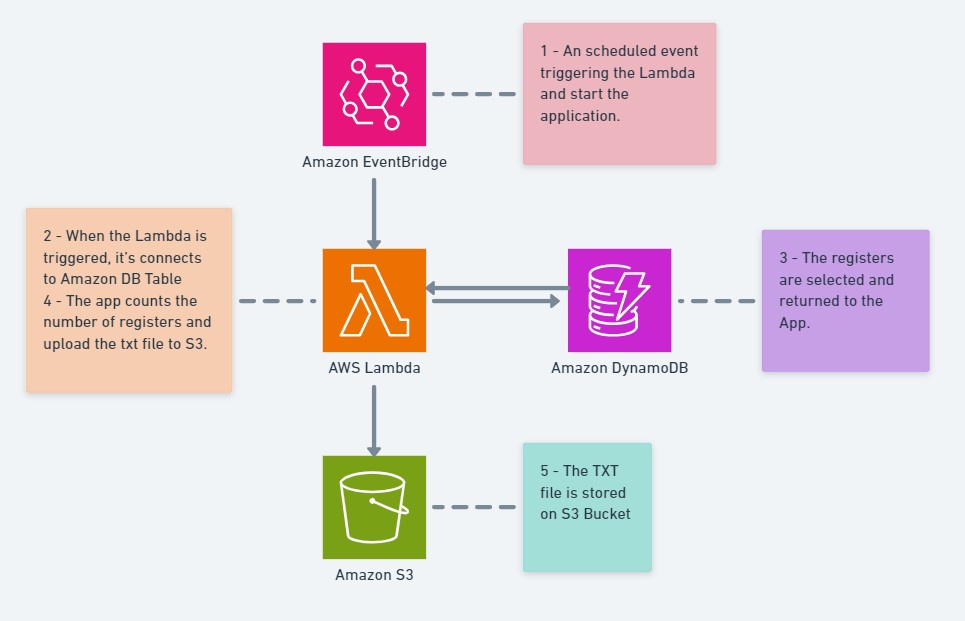 1 - An scheduled event
triggering the Lambda
and start the
application.
Amazon EventBridge
2 - When the Lambda is
triggered, it's connects
to Amazon DB Table
4 - The app counts the
number of registers and
upload the txt file to S3.
3 - The registers
are selected and
returned to the
App.
AWS Lambda
Amazon DynamoDB
5 - The TXT
file is stored
on S3 Bucket
Amazon S3